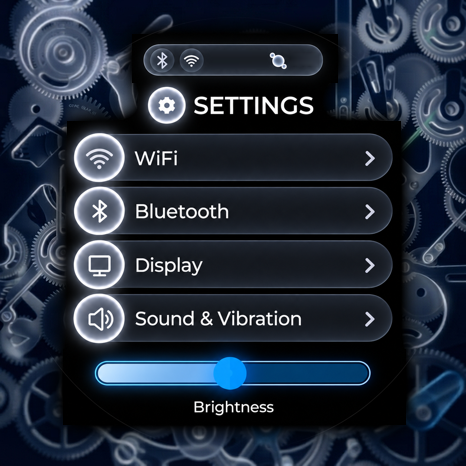 SETTINGS
WiFi
Bluetooth
Display
Sound & Vibration
Brightness